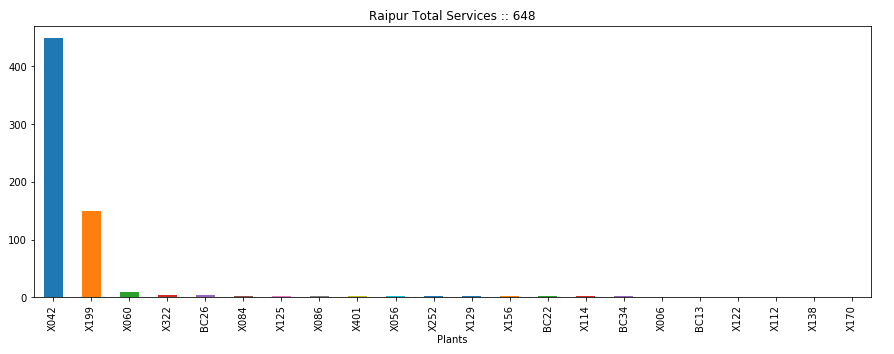 Raipur Total Services :: 648
400
300
200
100
0
X042 X199 X060 X322 BC26 X084 X125 X086 X401 X056 X252 X129 X156 BC22 X114 BC34 X006 BC13 X122 X112 X138 X170
Plants